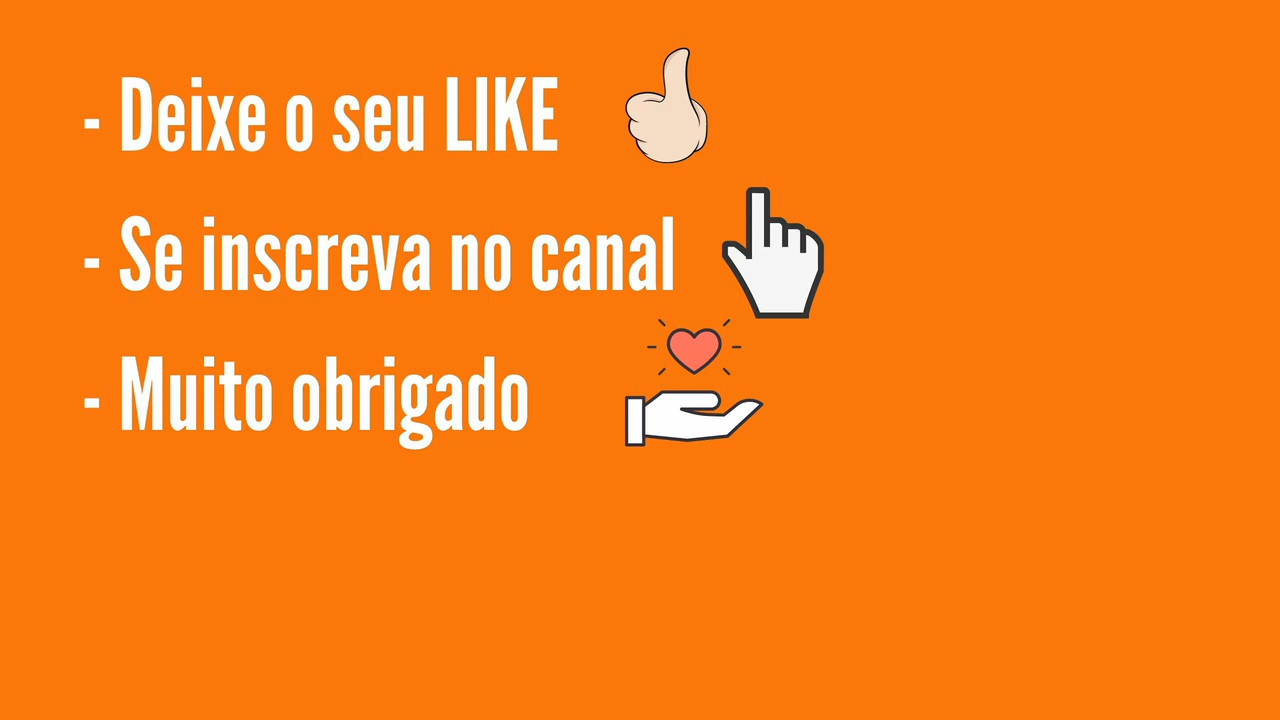 - Deixe o seu LIKE
- Se inscreva no canal
- Muito obrigado